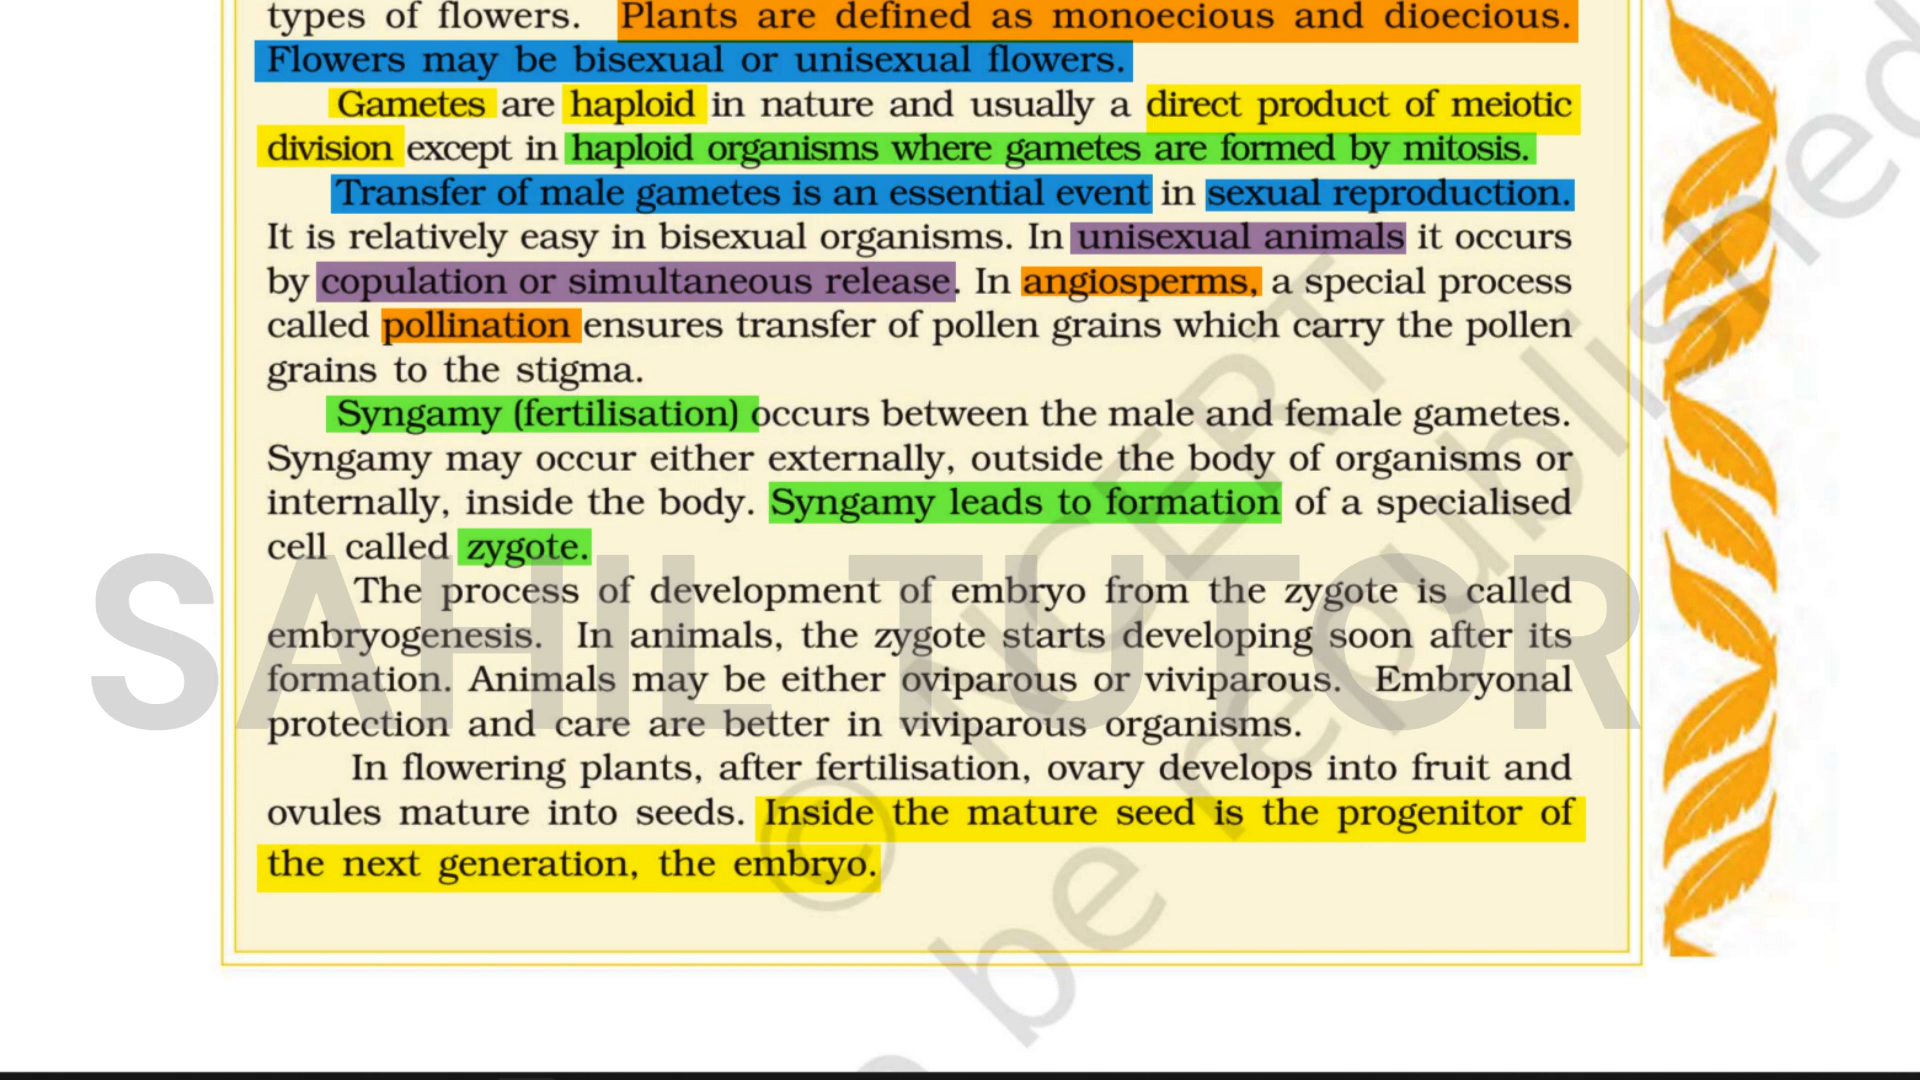 types of flowers. Plants are defined as monoecious and dioecious.
Flowers may be bisexual or unisexual flowers.
Gametes are haploid in nature and usually a direct product of meiotic
division except in haploid organisms where gametes are formed by mitosis.
Transfer of male gametes is an essential event in sexual reproduction.
It is relatively easy in bisexual organisms. In unisexual animals it occurs
by copulation or simultaneous release. In angiosperms, a special process
called pollination ensures transfer of pollen grains which carry the pollen
grains to the stigma.
Syngamy (fertilisation) occurs between the male and female gametes.
Syngamy may occur either externally, outside the body of organisms or
internally, inside the body. Syngamy leads to formation of a specialised
cell called zygote.
The process of development of embryo from the zygote is called
embryogenesis. In animals, the zygote starts developing soon after its
formation. Animals may be either oviparous or viviparous. Embryonal
protection and care are better in viviparous organisms.
In flowering plants, after fertilisation, ovary develops into fruit and
ovules mature into seeds. Inside the mature seed is the progenitor of
the next generation, the embryo.
SAHIL TUTOR
© NCERT
be republished